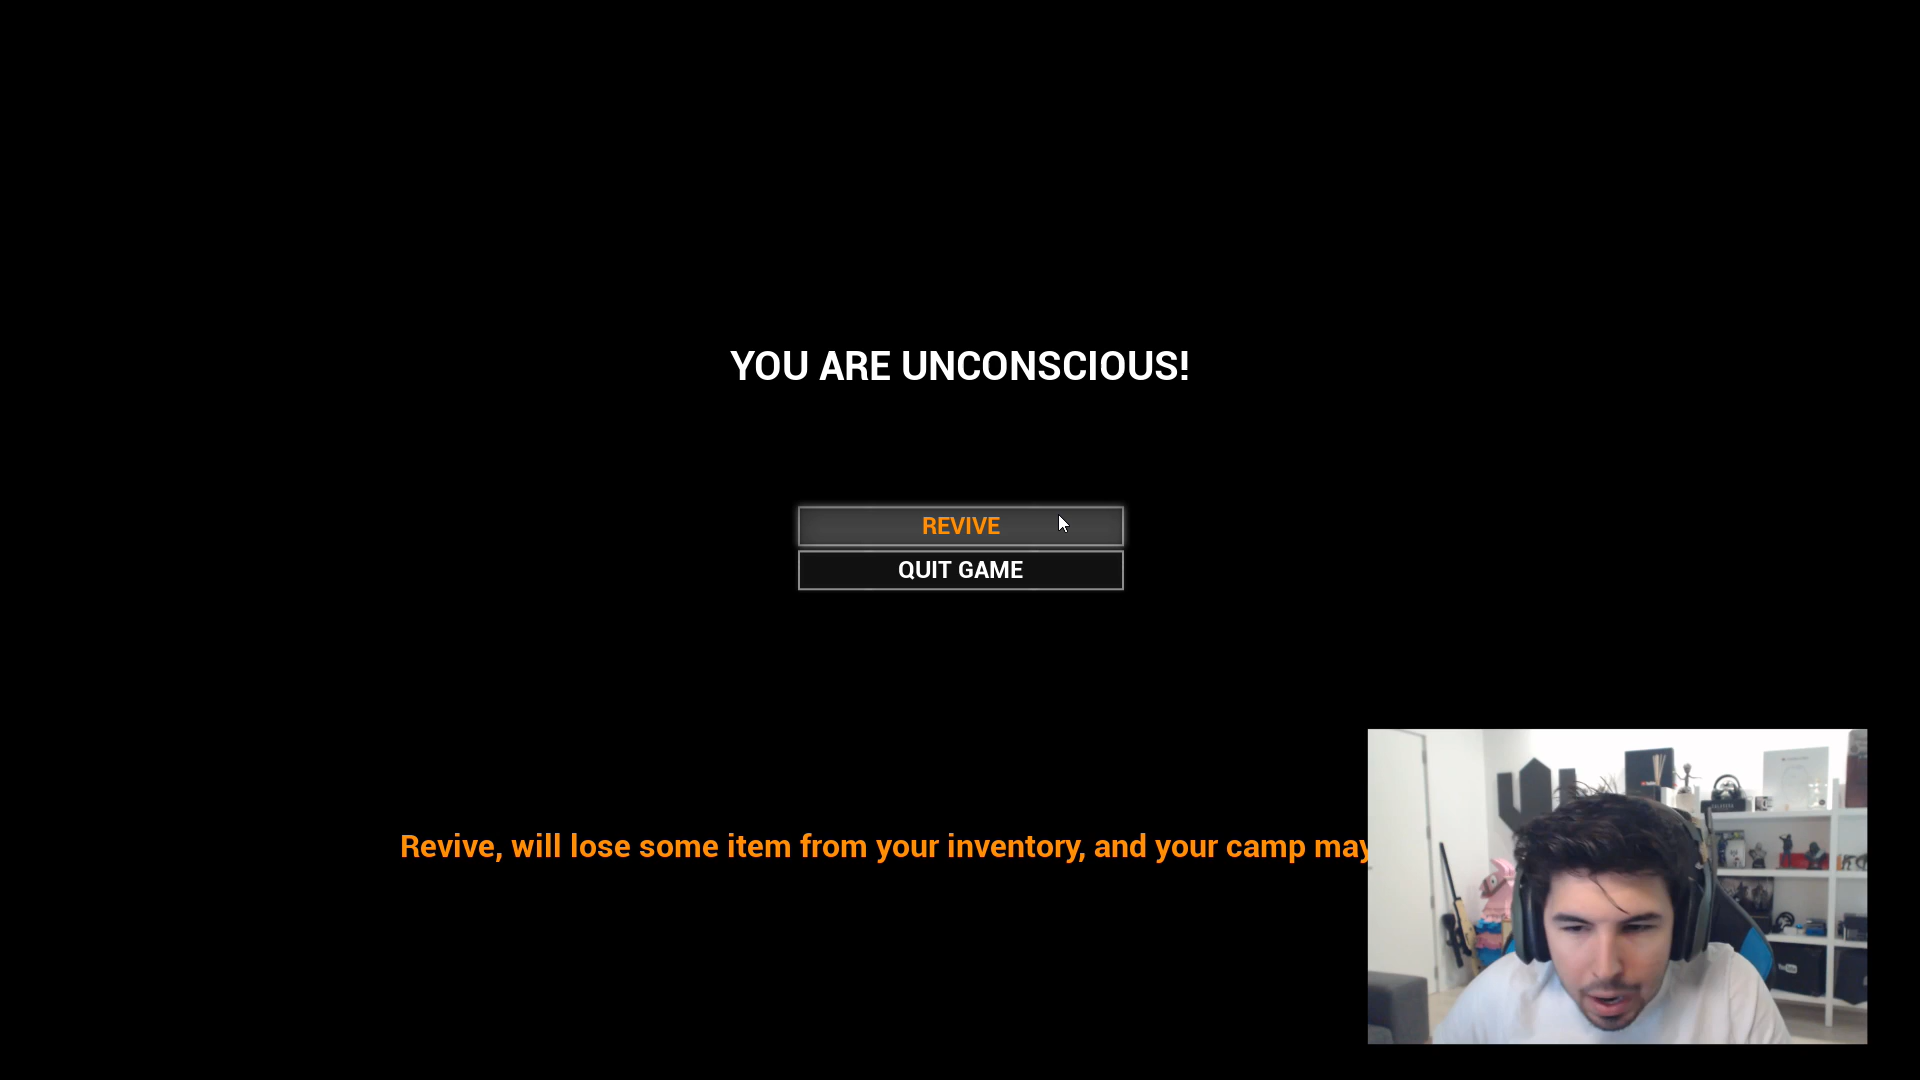 YOU ARE UNCONSCIOUS!
REVIVE
QUIT GAME
Revive, will lose some item from your inventory, and your camp may